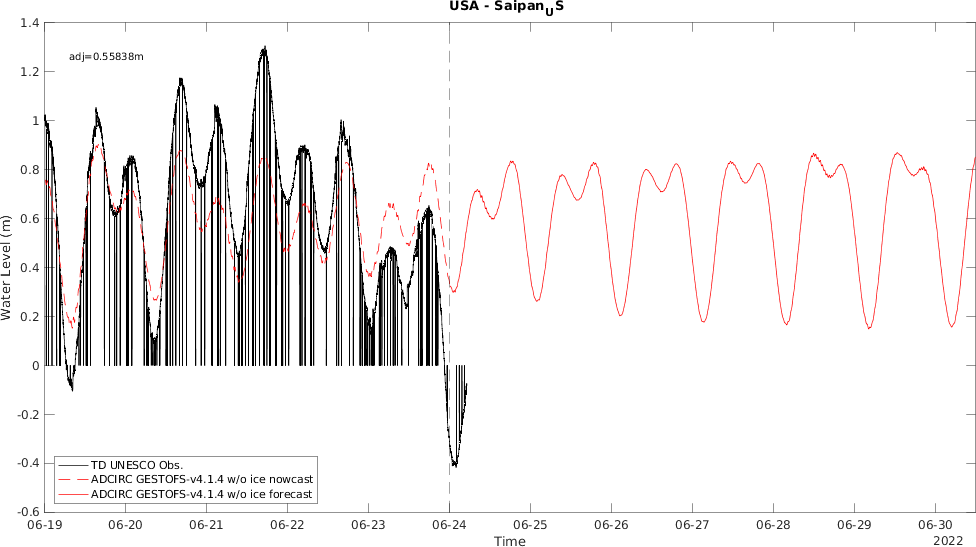 USA - Saipan_US
adj=0.55838m
Water Level (m)
1.4
1.2
1
0.8
0.6
0.4
0.2
0
-0.2
-0.4
-0.6
TD UNESCO Obs.
ADCIRC GESTOFS-v4.1.4 w/o ice nowcast
ADCIRC GESTOFS-v4.1.4 w/o ice forecast
06-19 06-20 06-21 06-22 06-23 06-24 06-25 06-26 06-27 06-28 06-29 06-30
Time
2022